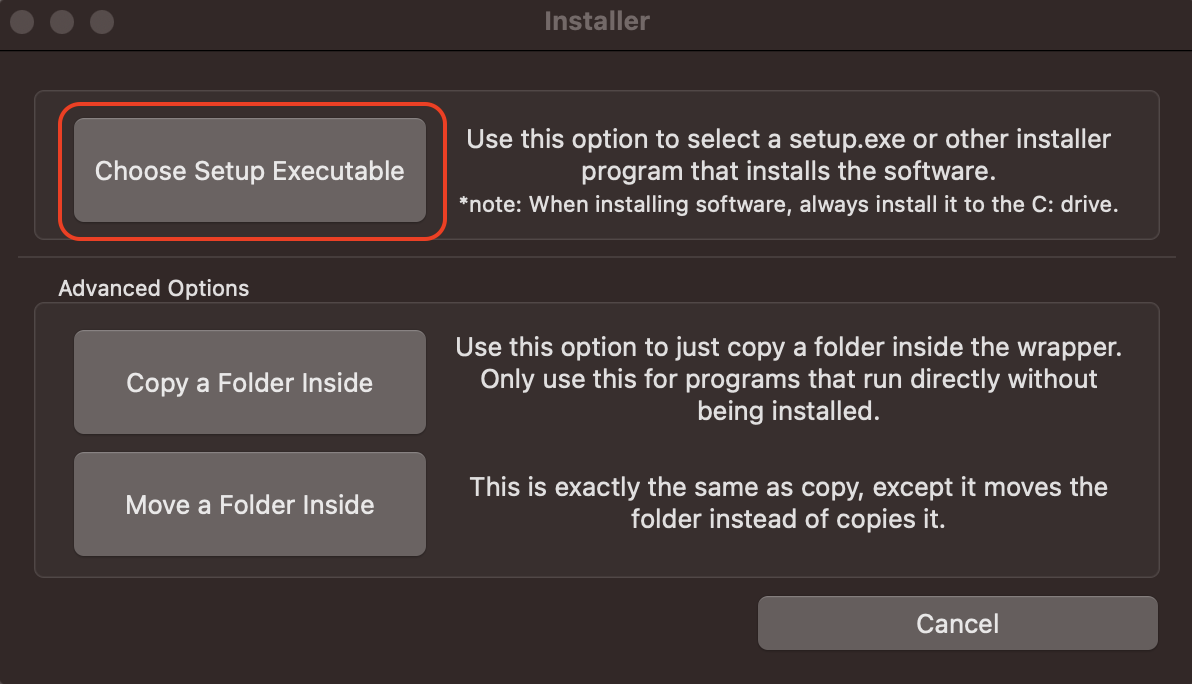 Installer
Choose Setup Executable
Use this option to select a setup.exe or other installer
program that installs the software.
*note: When installing software, always install it to the C: drive.
Advanced Options
Copy a Folder Inside
Use this option to just copy a folder inside the wrapper.
Only use this for programs that run directly without
being installed.
Move a Folder Inside
This is exactly the same as copy, except it moves the
folder instead of copies it.
Cancel